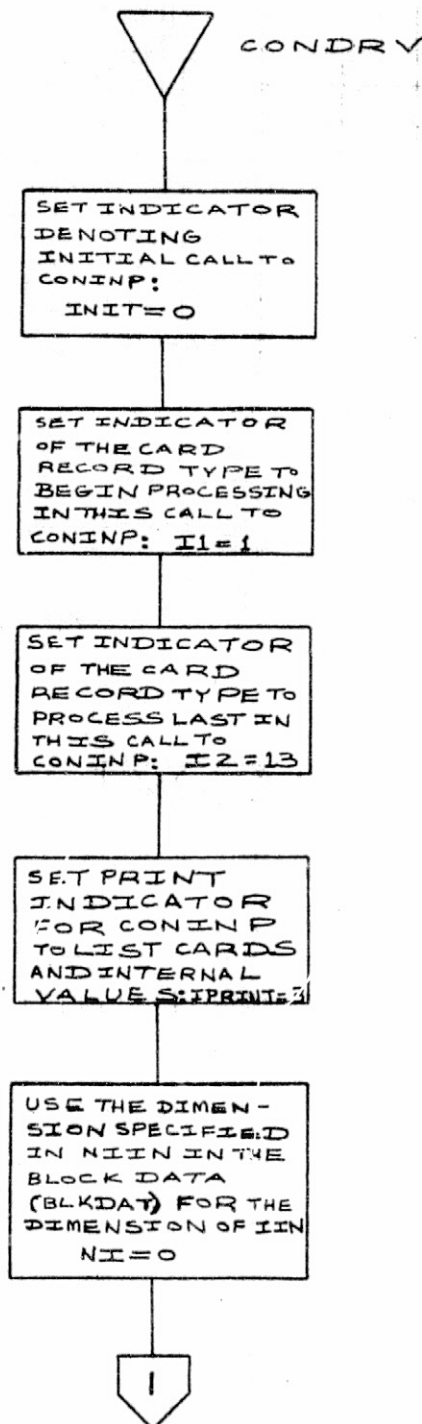 CONDRV
SET INDICATOR
DENOTING
INITIAL CALL TO
CONINP:
INIT=0
SET INDICATOR
OF THE CARD
RECORD TYPE TO
BEGIN PROCESSING
IN THIS CALL TO
CONINP: I1=1
SET INDICATOR
OF THE CARD
RECORD TYPE TO
PROCESS LAST IN
THIS CALL TO
CONINP: I2=13
SET PRINT
INDICATOR
FOR CONINP
TO LIST CARDS
AND INTERNAL
VALUES: IPRINT=3
USE THE DIMEN-
SION SPECIFIED
IN NIIN IN THE
BLOCK DATA
(BLKDAT) FOR THE
DIMENSION OF IIN
NI=0
1